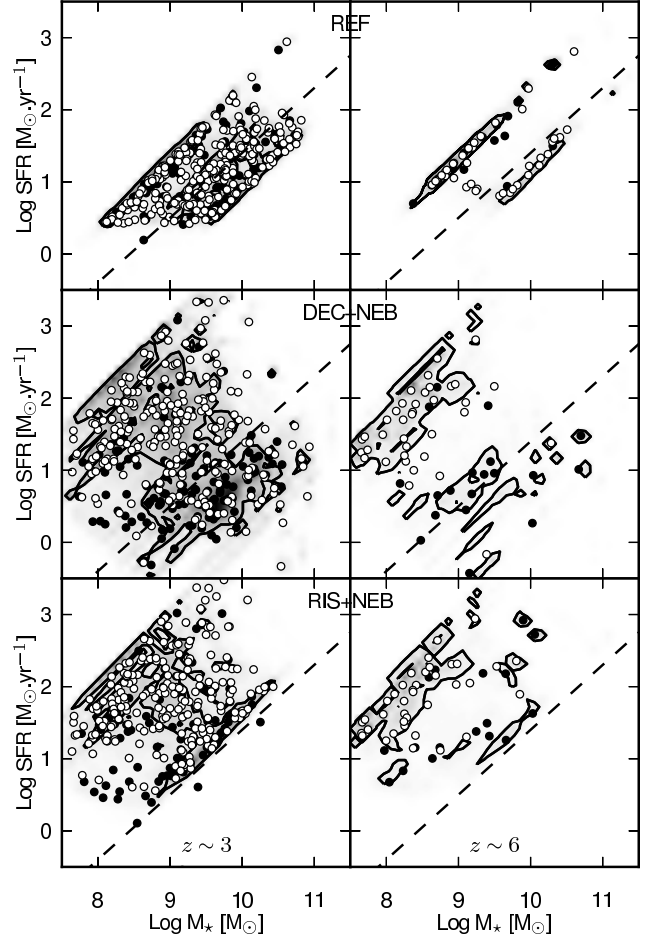 REF
3
2
1
0
Log SFR [M⊙.yr−1]
DEC+NEB
3
2
1
0
Log SFR [M⊙.yr−1]
RIS+NEB
3
2
1
0
Log SFR [M⊙.yr−1]
z ∼ 3
z ∼ 6
8 9 10 11 8 9 10 11
Log M⋆ [M⊙] Log M⋆ [M⊙]